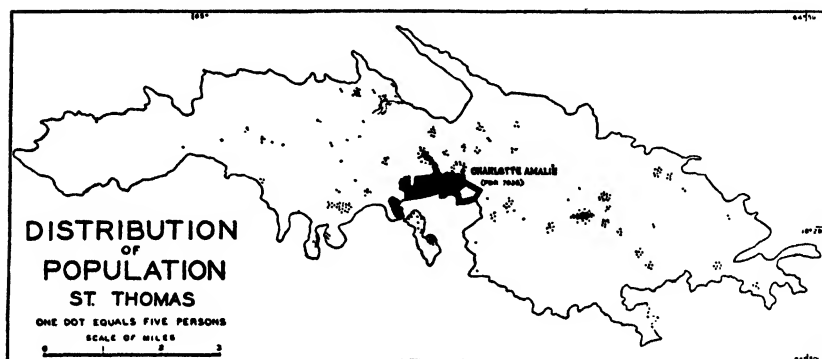 65°
CHARLOTTE AMALIE
DISTRIBUTION
OF
POPULATION
ST. THOMAS
ONE DOT EQUALS FIVE PERSONS
SCALE OF MILES
0 1 2 3